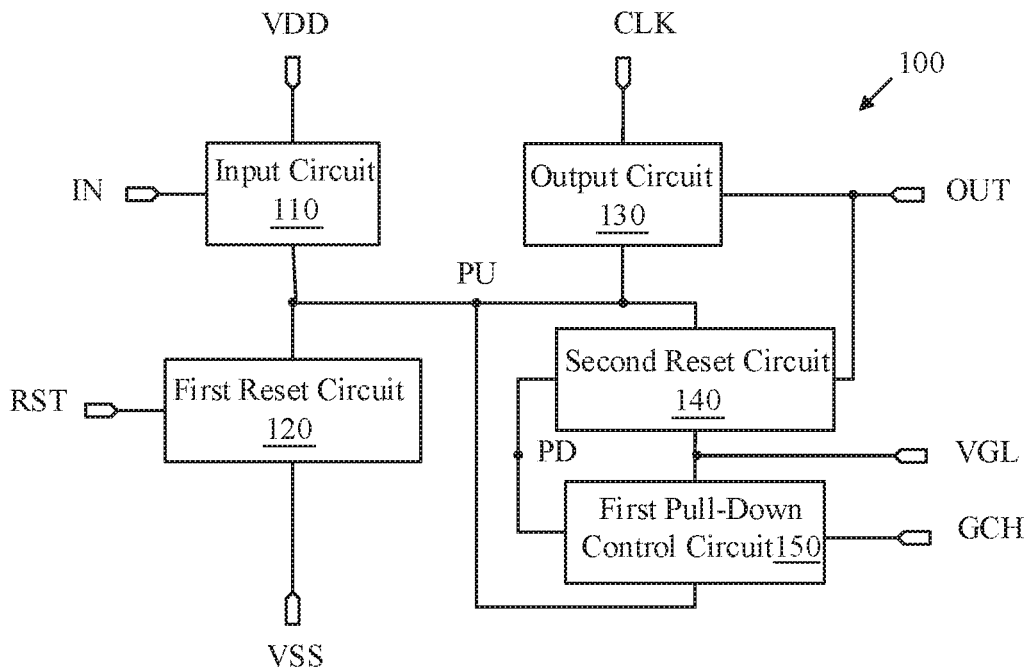 VDD
CLK
100
Input Circuit
110
Output Circuit
130
IN
OUT
PU
First Reset Circuit
120
Second Reset Circuit
140
RST
PD
VGL
First Pull-Down
Control Circuit150
GCH
VSS